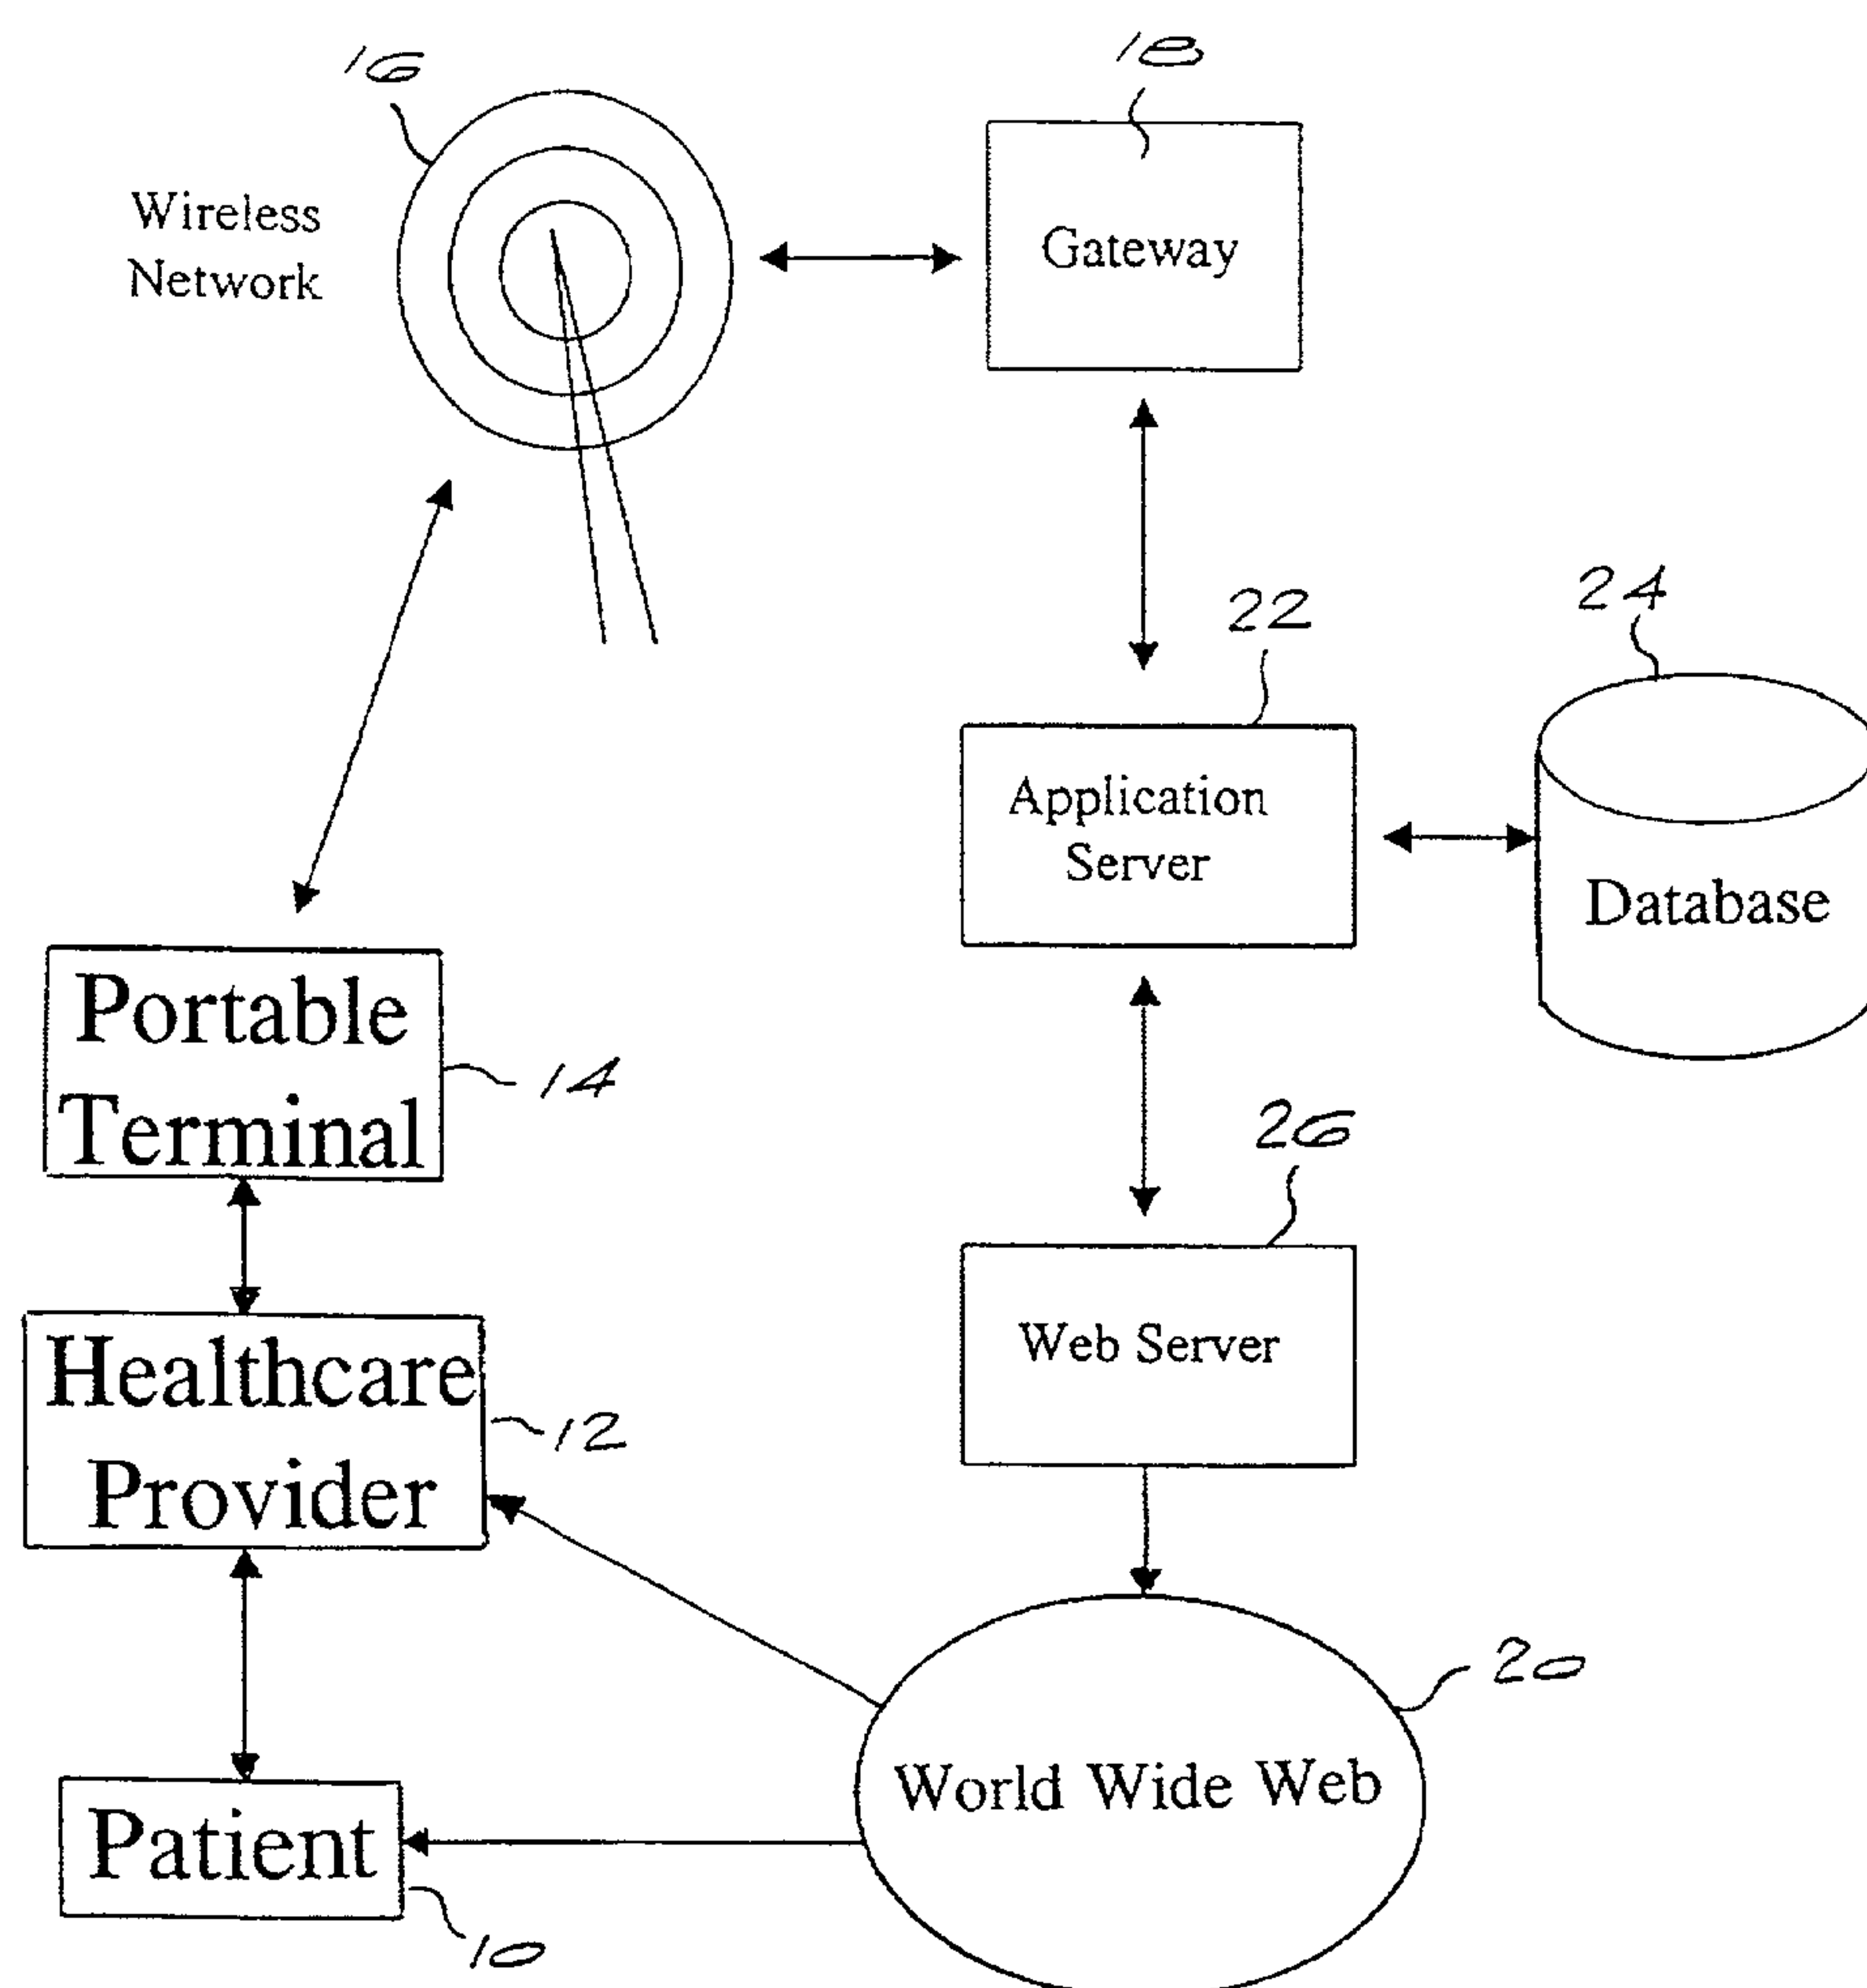 16
18
Wireless
Network
Gateway
22
24
Application
Server
Database
Portable
Terminal
14
26
Healthcare
Provider
12
Web Server
20
World Wide Web
Patient
10